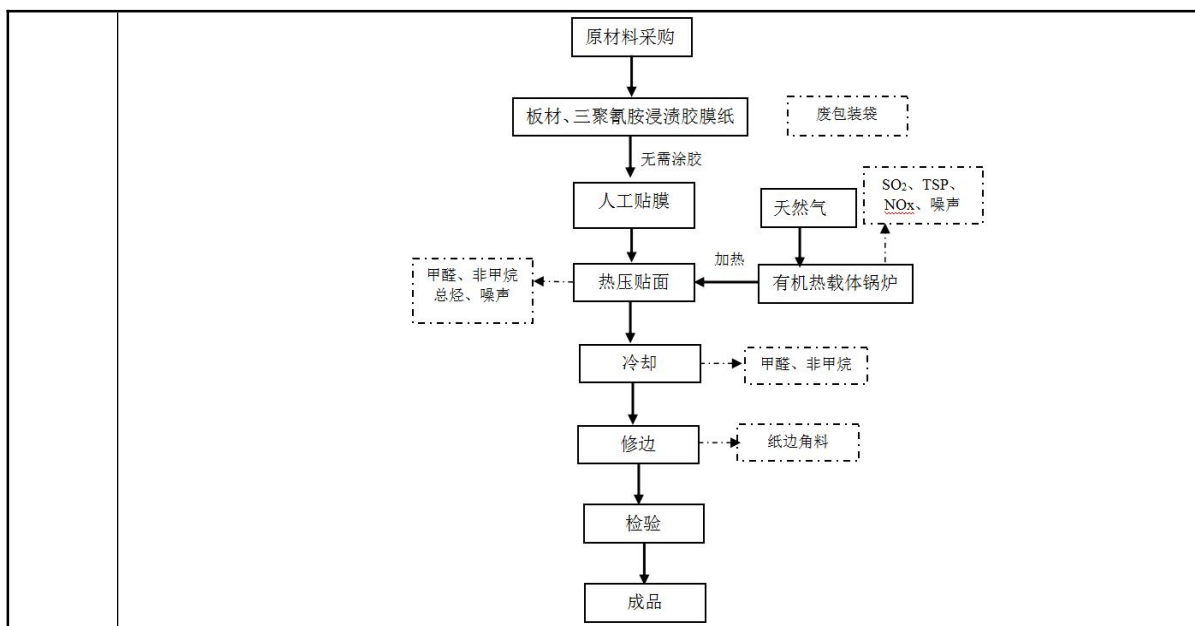 原材料采购
板材、三聚氰胺浸渍胶膜纸
废包装袋
无需涂胶
人工贴膜
天然气
SO₂、TSP、
NOx、噪声
甲醛、非甲烷
总烃、噪声
热压贴面
加热
有机热载体锅炉
冷却
甲醛、非甲烷
修边
纸边角料
检验
成品